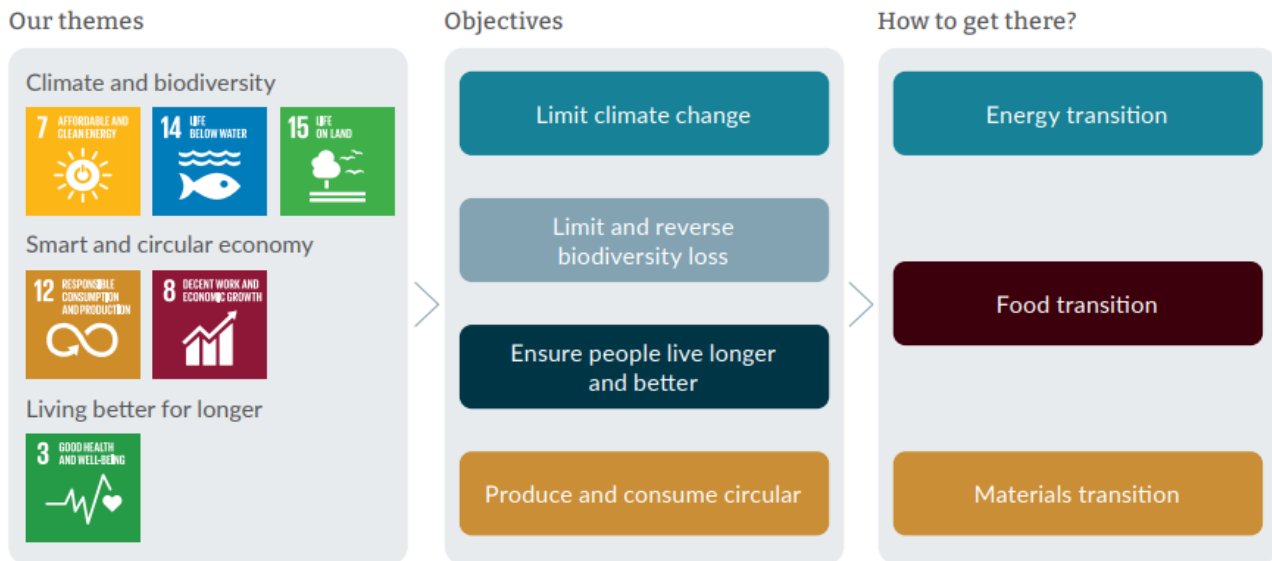 Our themes
Climate and biodiversity
7 AFFORDABLE AND
CLEAN ENERGY
14 LIFE
BELOW WATER
15 LIFE
ON LAND
Smart and circular economy
12 RESPONSIBLE
CONSUMPTION
AND PRODUCTION
8 DECENT WORK AND
ECONOMIC GROWTH
Living better for longer
3 GOOD HEALTH
AND WELL-BEING
Objectives
Limit climate change
Limit and reverse
biodiversity loss
Ensure people live longer
and better
Produce and consume circular
How to get there?
Energy transition
Food transition
Materials transition